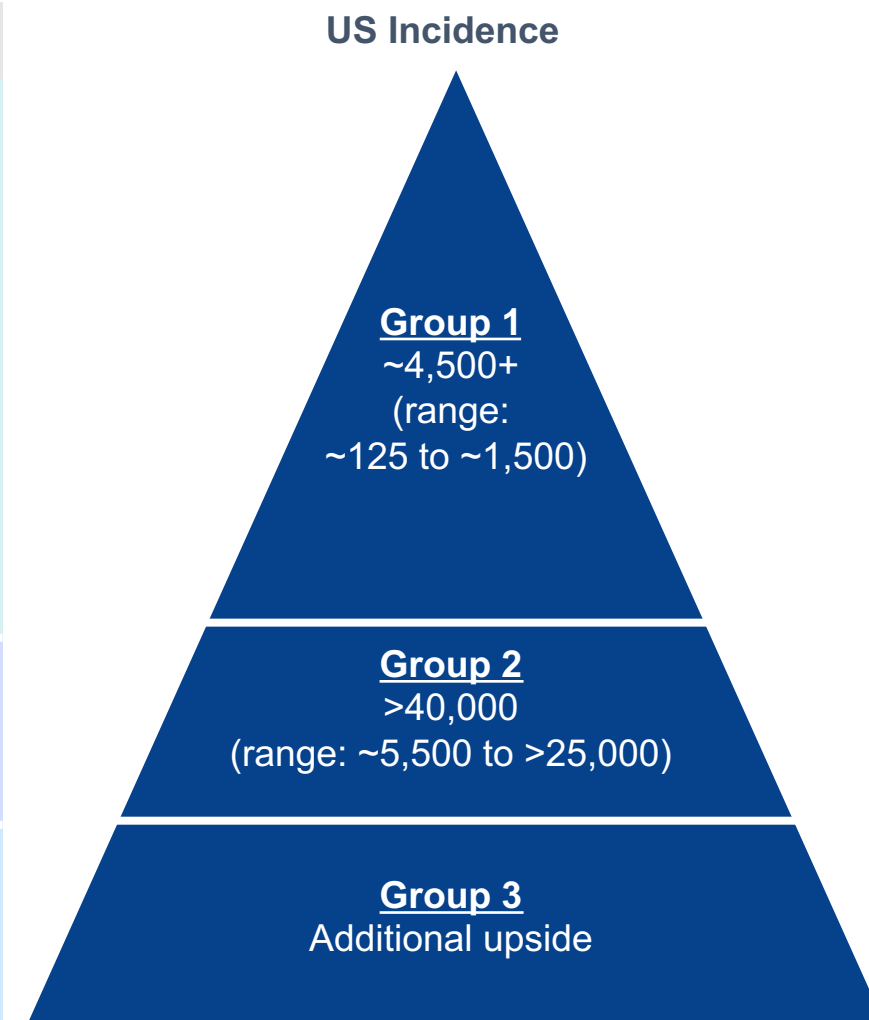 US Incidence
Group 1
~4,500+
(range:
~125 to ~1,500)
Group 2
>40,000
(range: ~5,500 to >25,000)
Group 3
Additional upside